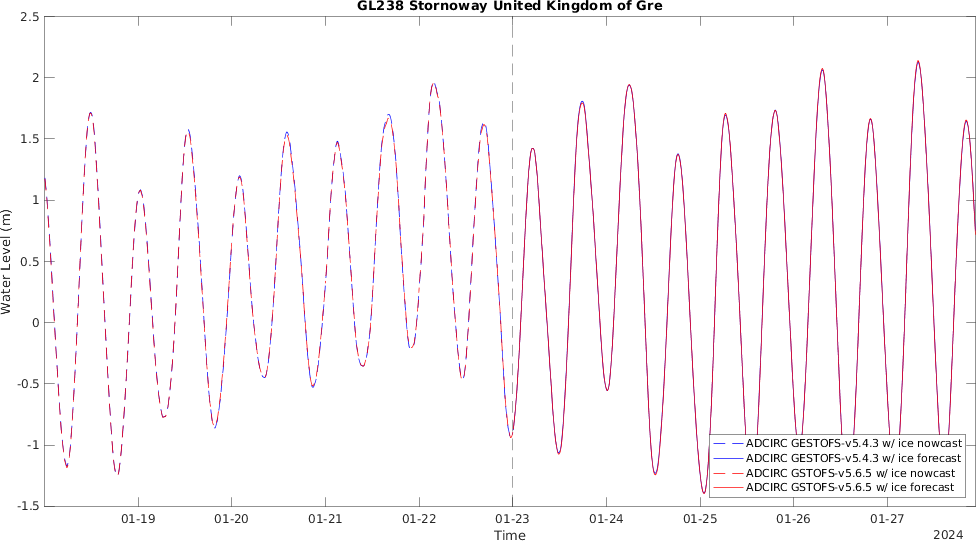 GL238 Stornoway United Kingdom of Gre
2.5
2
1.5
1
0.5
0
-0.5
-1
-1.5
Water Level (m)
ADCIRC GESTOFS-v5.4.3 w/ ice nowcast
ADCIRC GESTOFS-v5.4.3 w/ ice forecast
ADCIRC GSTOFS-v5.6.5 w/ ice nowcast
ADCIRC GSTOFS-v5.6.5 w/ ice forecast
01-19 01-20 01-21 01-22 01-23 01-24 01-25 01-26 01-27
Time
2024